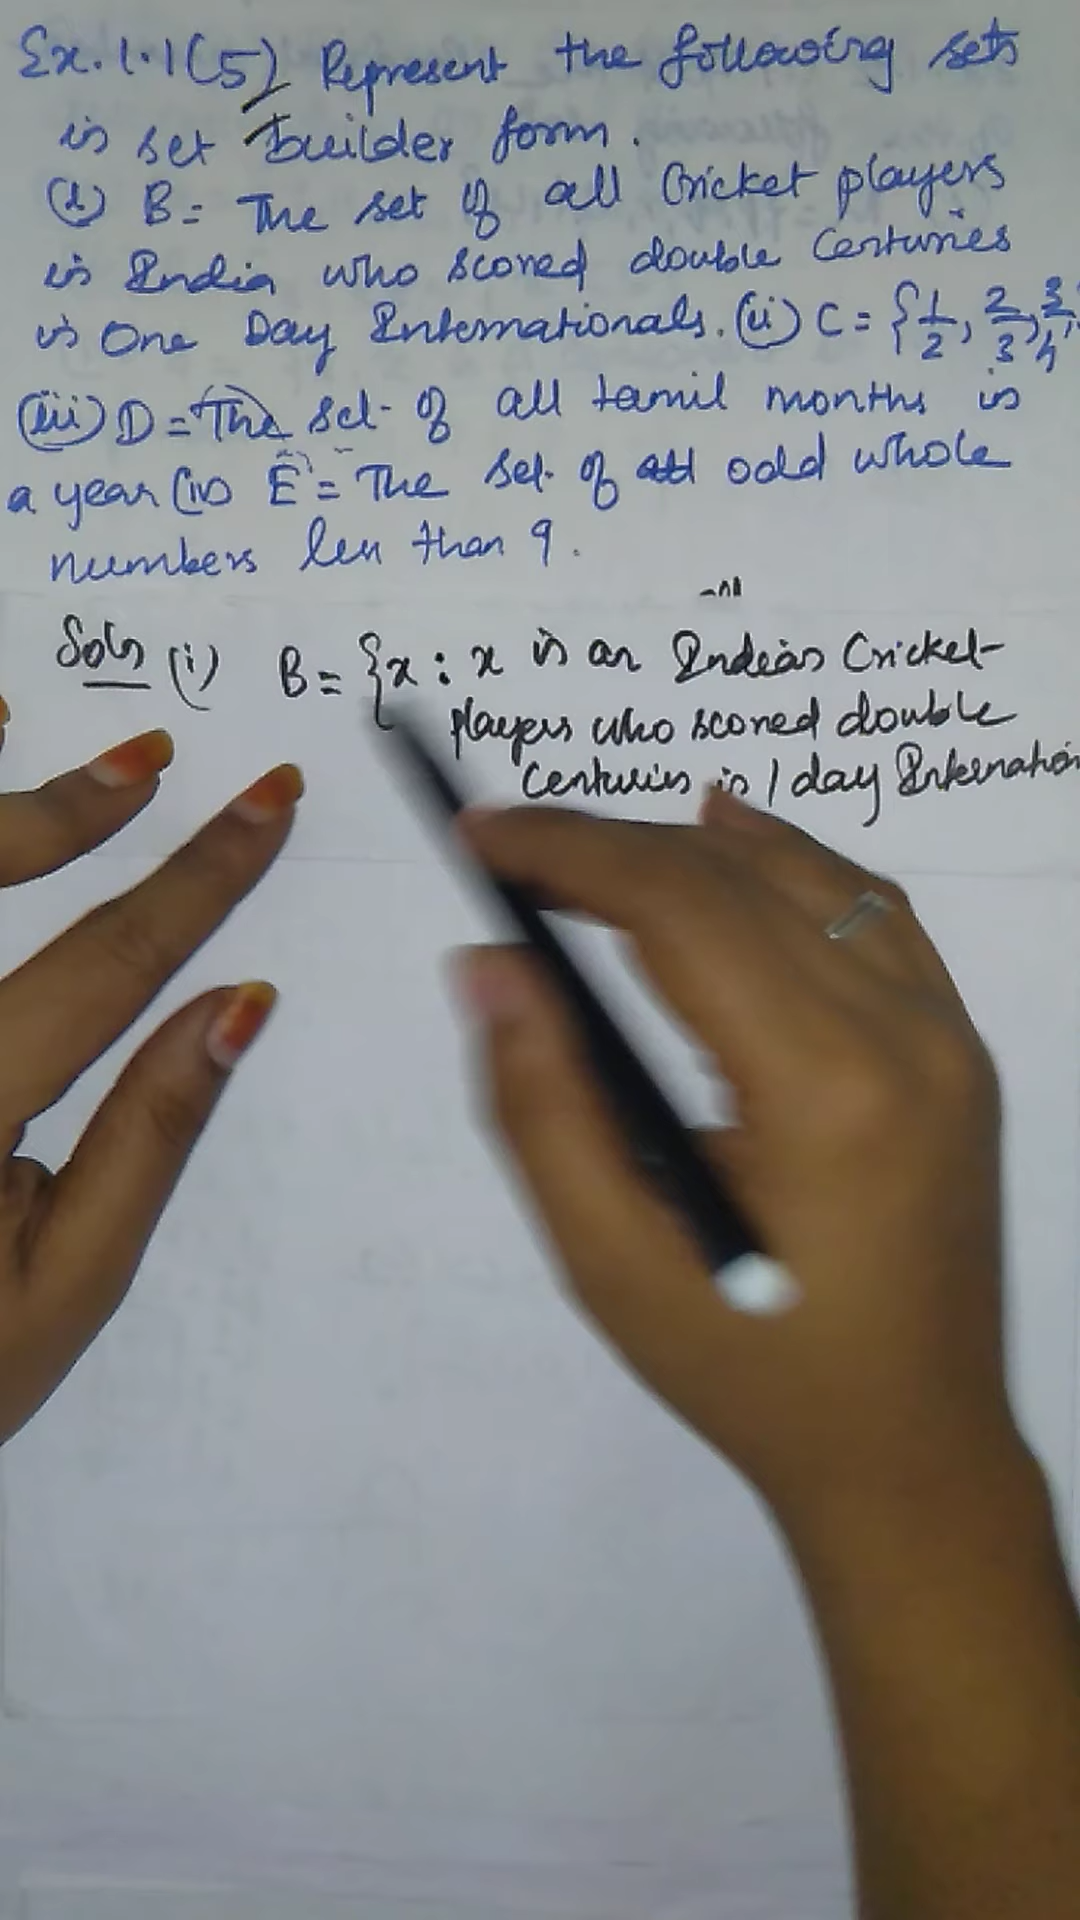 Ex. 1.1(5) Represent the following sets
in set builder form.
(i) B = The set of all Cricket players
in India who scored double Centuries
in One Day Internationals. (ii) C = {1/2, 2/3, 3/4,
(iii) D = The set of all tamil months in
a year (iv) E = The set of odd whole
numbers less than 9.
Soln (i) B = {x : x is an Indian Cricket
players who scored double
Centuries in 1 day Internation